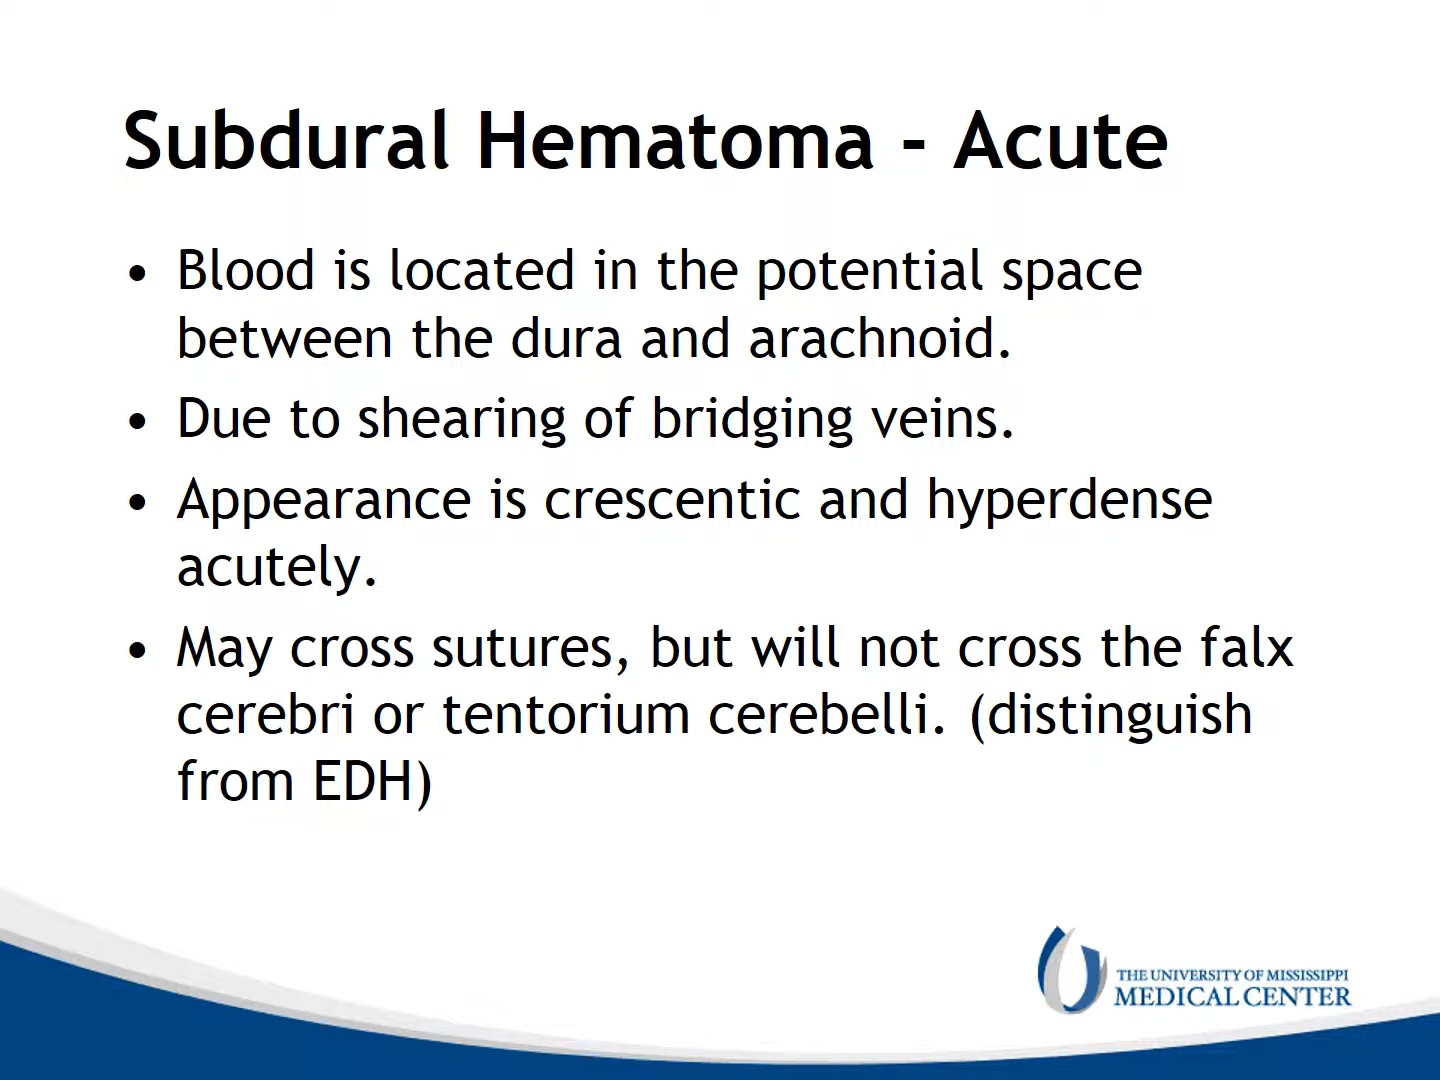 Subdural Hematoma - Acute
• Blood is located in the potential space
between the dura and arachnoid.
• Due to shearing of bridging veins.
• Appearance is crescentic and hyperdense
acutely.
• May cross sutures, but will not cross the falx
cerebri or tentorium cerebelli. (distinguish
from EDH)
THE UNIVERSITY OF MISSISSIPPI
MEDICAL CENTER